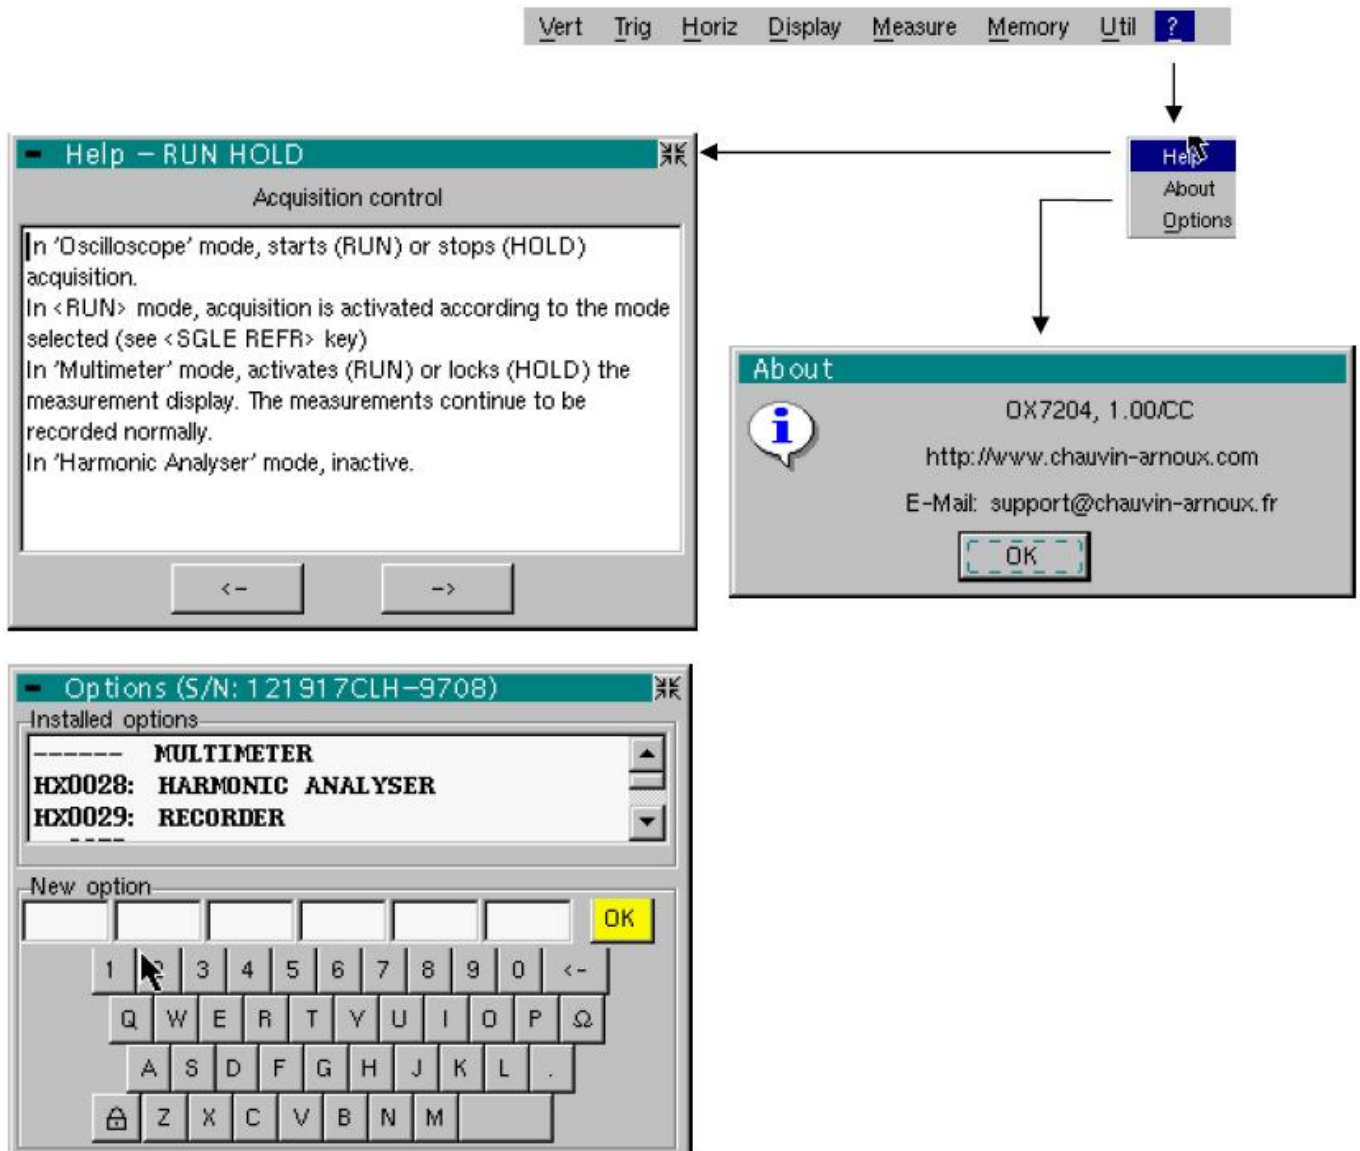 Vert Trig Horiz Display Measure Memory Util ?
Help
About
Options
Help – RUN HOLD
Acquisition control
In 'Oscilloscope' mode, starts (RUN) or stops (HOLD)
acquisition.
In <RUN> mode, acquisition is activated according to the mode
selected (see <SGLE REFR> key)
In 'Multimeter' mode, activates (RUN) or locks (HOLD) the
measurement display. The measurements continue to be
recorded normally.
In 'Harmonic Analyser' mode, inactive.
<- ->
About
OX7204, 1.00/CC
http://www.chauvin-arnoux.com
E-Mail: support@chauvin-arnoux.fr
OK
Options (S/N: 121917CLH-9708)
Installed options
------ MULTIMETER
HX0028: HARMONIC ANALYSER
HX0029: RECORDER
New option
OK
1 2 3 4 5 6 7 8 9 0 <-
Q W E R T Y U I O P Ω
A S D F G H J K L .
Z X C V B N M